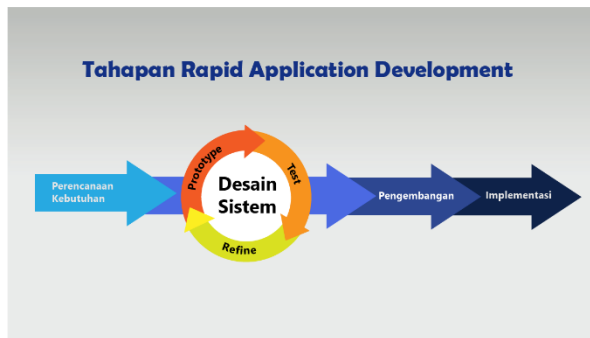 Tahapan Rapid Application Development
Perencanaan
Kebutuhan
Prototype
Test
Refine
Desain
Sistem
Pengembangan
Implementasi